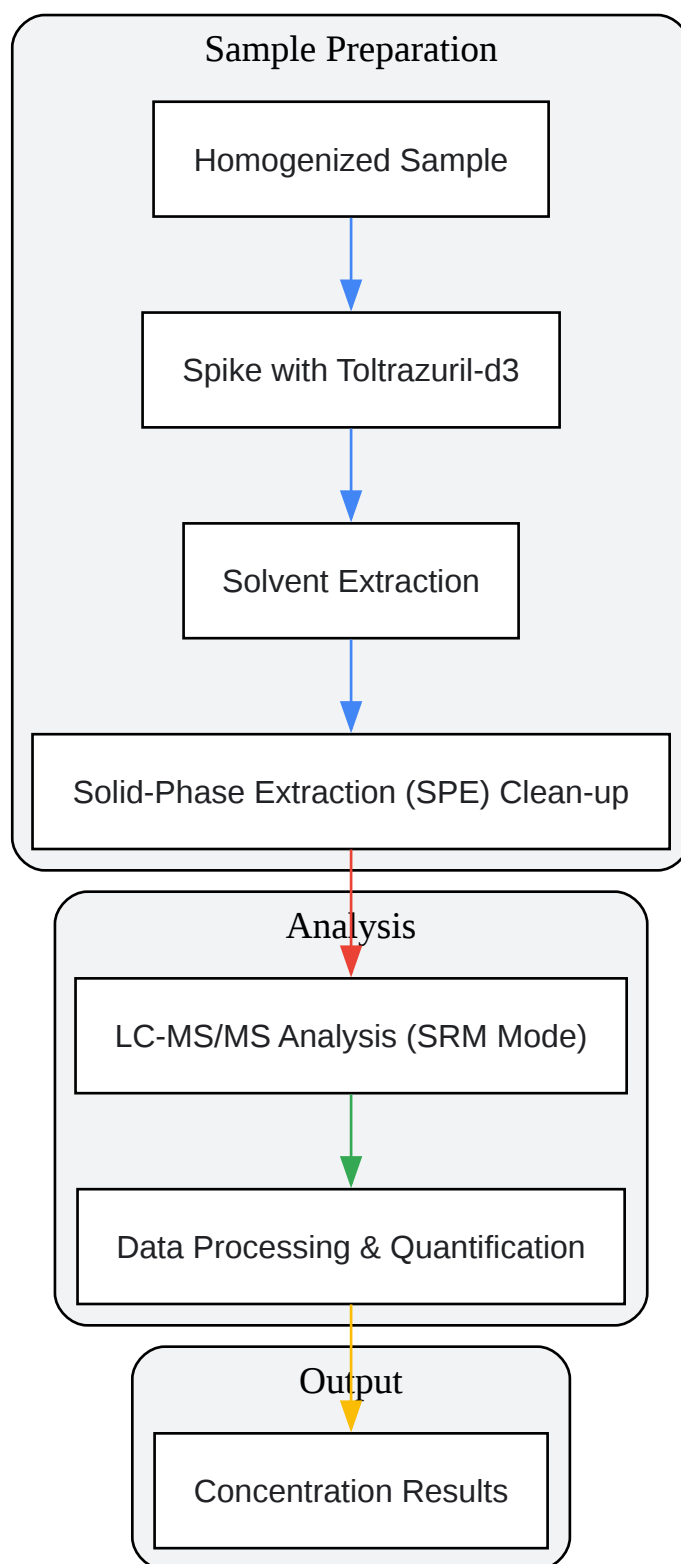 Sample Preparation
Homogenized Sample
Spike with Toltrazuril-d3
Solvent Extraction
Solid-Phase Extraction (SPE) Clean-up
Analysis
LC-MS/MS Analysis (SRM Mode)
Data Processing & Quantification
Output
Concentration Results